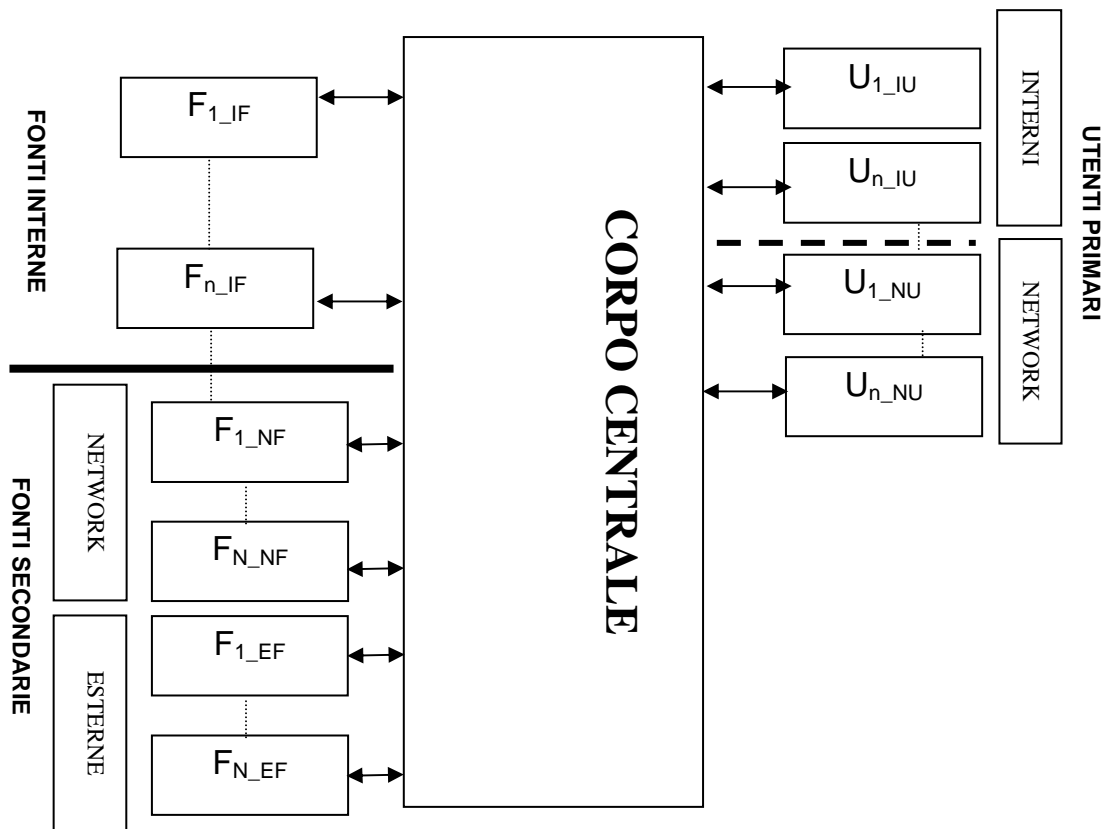 FONTI INTERNE
F1_IF
Fn_IF
FONTI SECONDARIE
NETWORK
F1_NF
FN_NF
ESTERNE
F1_EF
FN_EF
CORPO CENTRALE
U1_IU
Un_IU
INTERNI
U1_NU
Un_NU
NETWORK
UTENTI PRIMARI